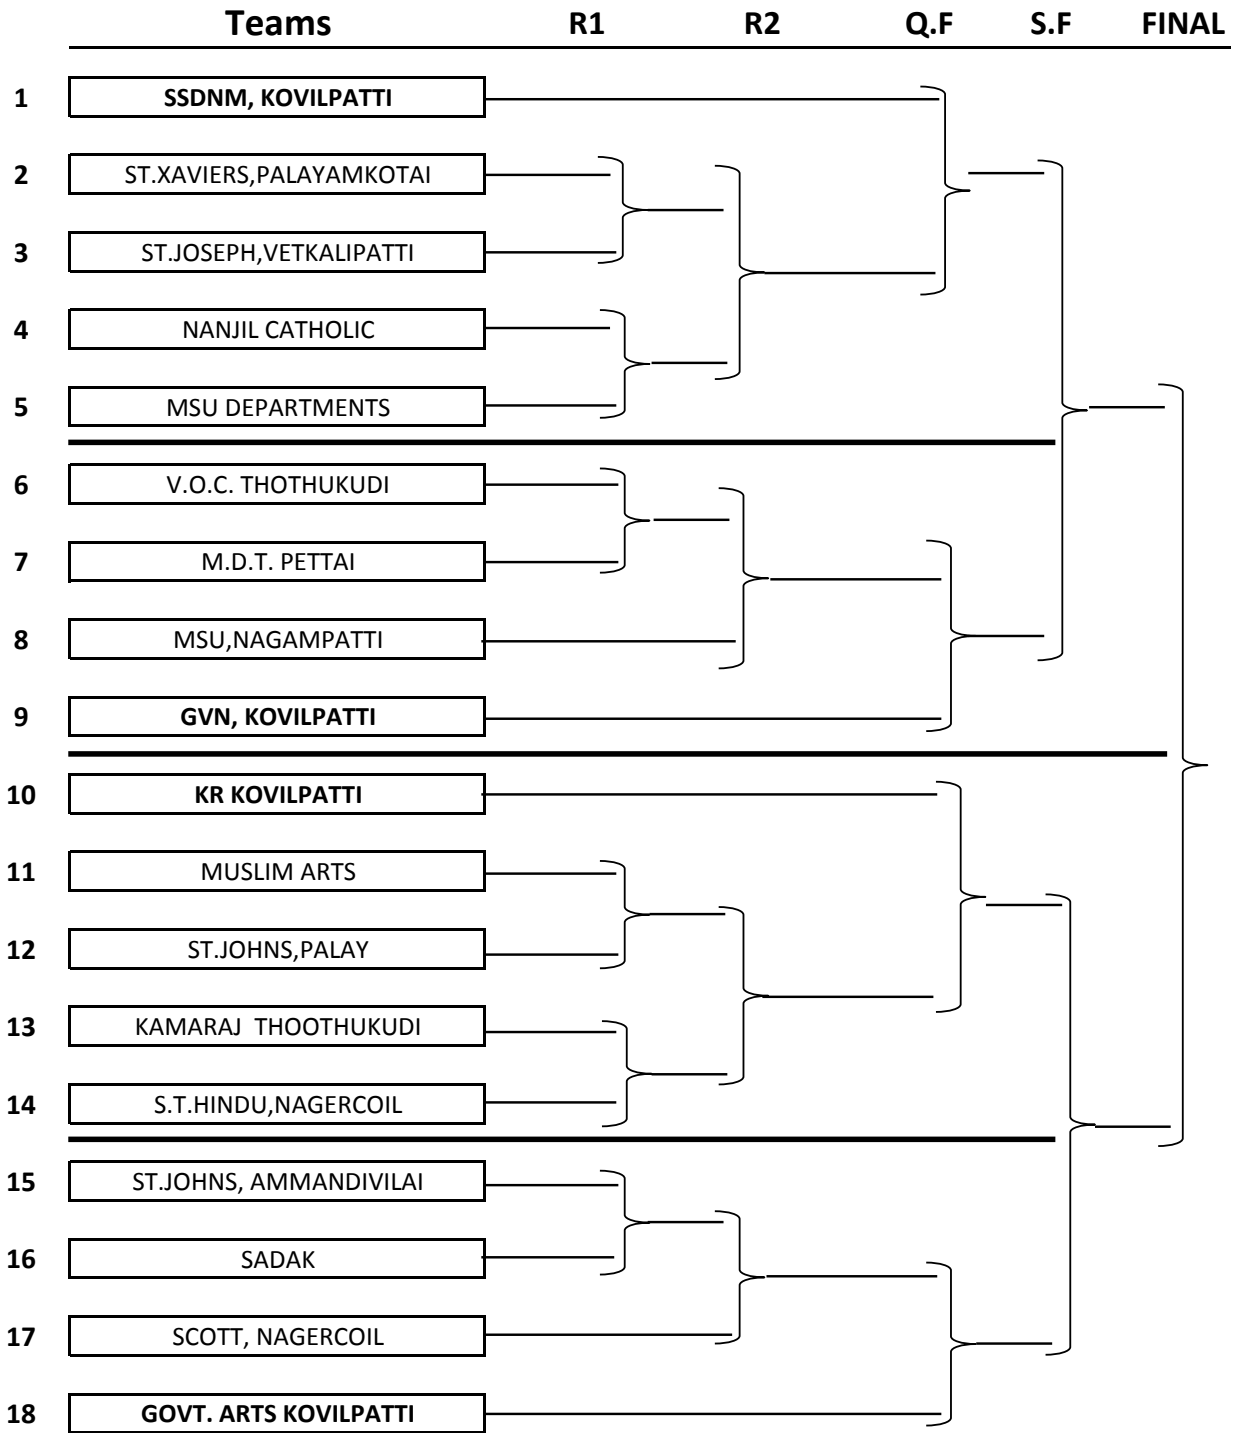 Teams R1 R2 Q.F S.F FINAL
1 SSDNM, KOVILPATTI
2 ST.XAVIERS,PALAYAMKOTAI
3 ST.JOSEPH,VETKALIPATTI
4 NANJIL CATHOLIC
5 MSU DEPARTMENTS
6 V.O.C. THOTHUKUDI
7 M.D.T. PETTAI
8 MSU,NAGAMPATTI
9 GVN, KOVILPATTI
10 KR KOVILPATTI
11 MUSLIM ARTS
12 ST.JOHNS,PALAY
13 KAMARAJ  THOOTHUKUDI
14 S.T.HINDU,NAGERCOIL
15 ST.JOHNS, AMMANDIVILAI
16 SADAK
17 SCOTT, NAGERCOIL
18 GOVT. ARTS KOVILPATTI